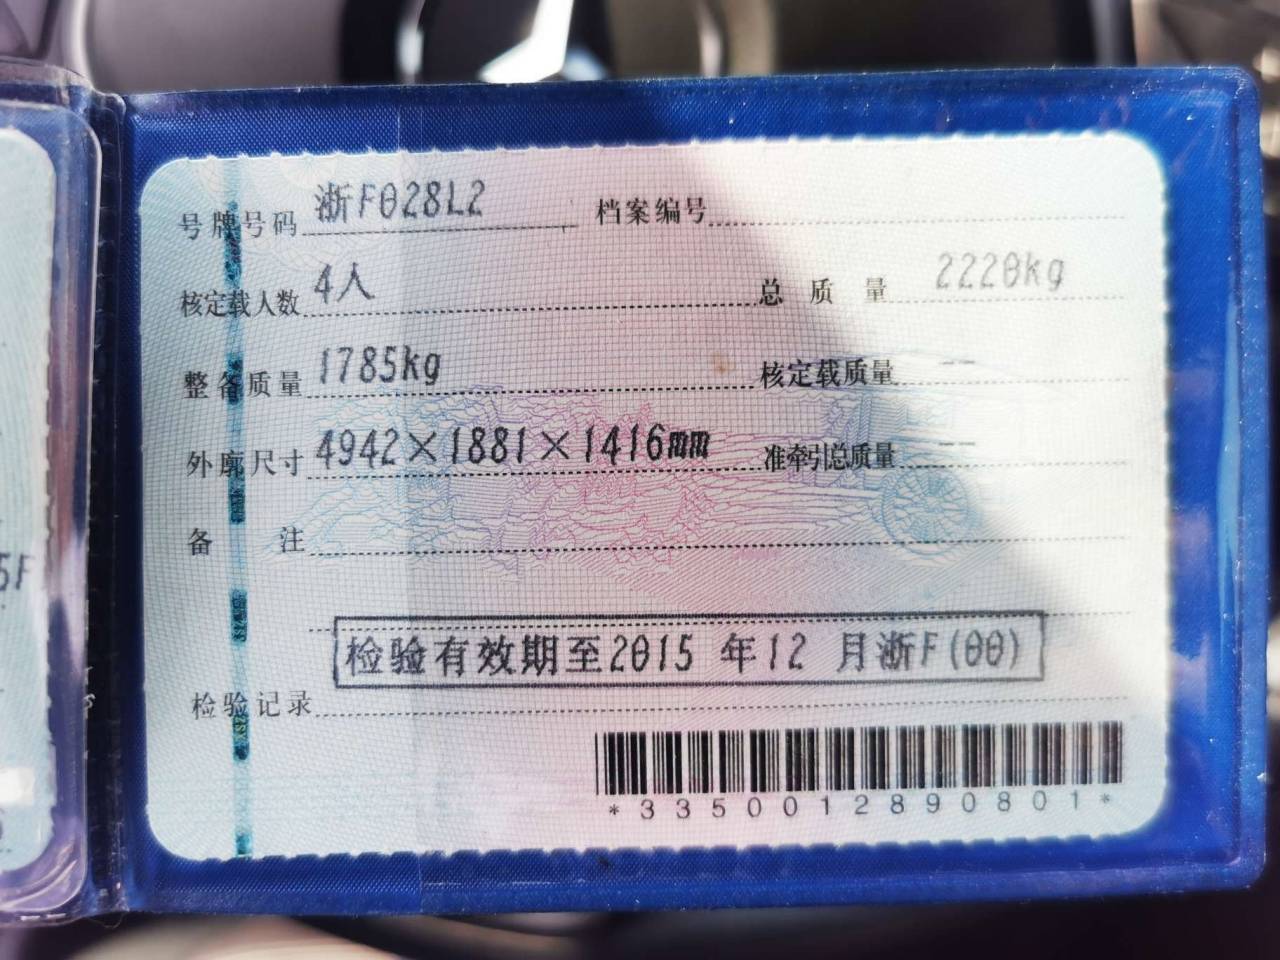 号牌号码 浙F028L2 档案编号
核定载人数 4人 总质量 2220kg
整备质量 1785kg 核定载质量 --
外廓尺寸 4942×1881×1416mm 准牵引总质量 --
备注
检验有效期至2015年12月浙F(00)
检验记录
*3350012890801*
5F